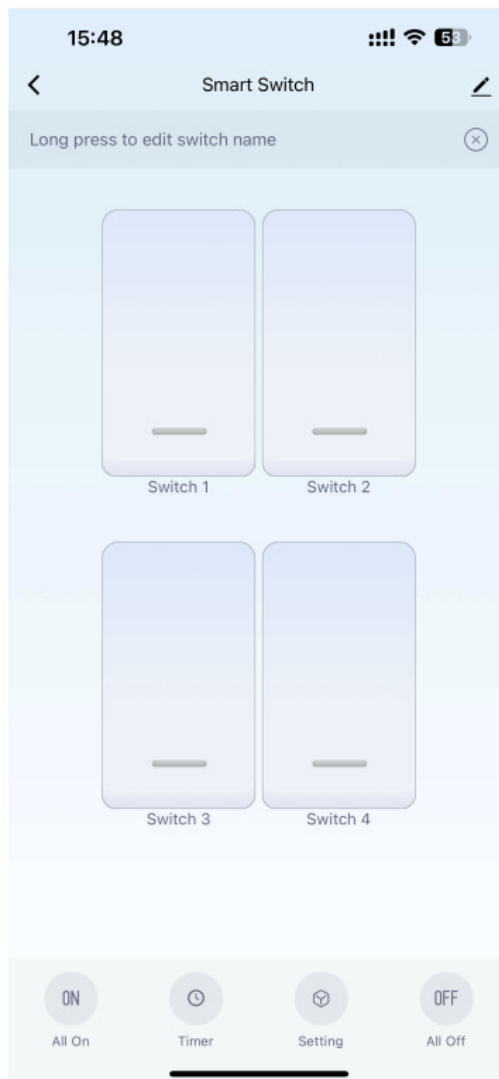 15:48
53
Smart Switch
Long press to edit switch name
Switch 1
Switch 2
Switch 3
Switch 4
ON
OFF
All On
Timer
Setting
All Off